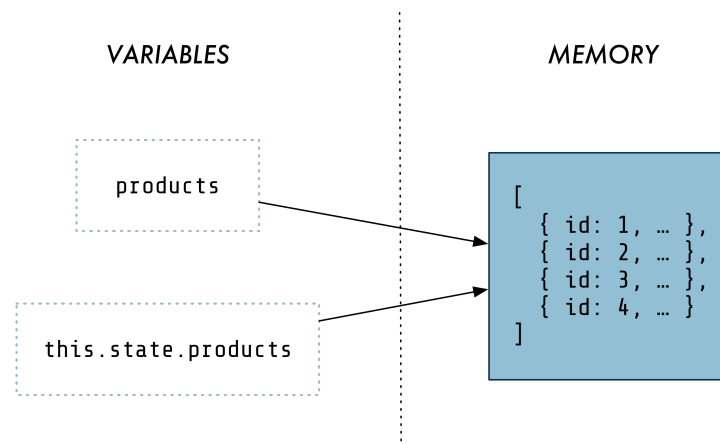 VARIABLES
MEMORY
products
this.state.products
[
{ id: 1, … },
{ id: 2, … },
{ id: 3, … },
{ id: 4, … }
]